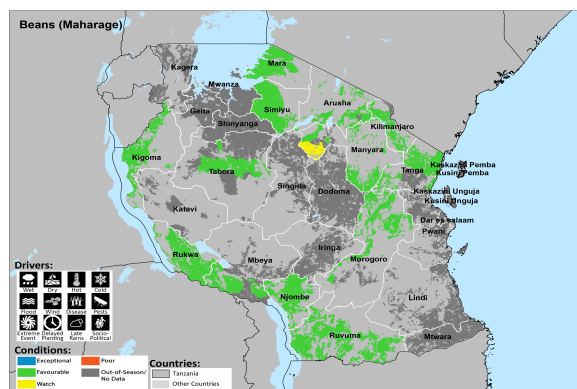 Beans (Maharage)
Kagera
Mara
Mwanza
Geita
Simiyu
Arusha
Shinyanga
Kilimanjaro
Kigoma
Manyara
Tabora
Tanga
Kaskazini Pemba
Kusini Pemba
Singida
Dodoma
Kaskazini Unguja
Kusini Unguja
Katavi
Dar es salaam
Pwani
Iringa
Rukwa
Mbeya
Morogoro
Njombe
Lindi
Ruvuma
Mtwara
Drivers:
Wet Dry Hot Cold
Flood Wind Disease Pests
Extreme Event Delayed Planting Late Rains Socio-Political
Conditions:
Exceptional Poor
Favourable Out-of-Season/
No Data
Watch
Countries:
Tanzania
Other Countries